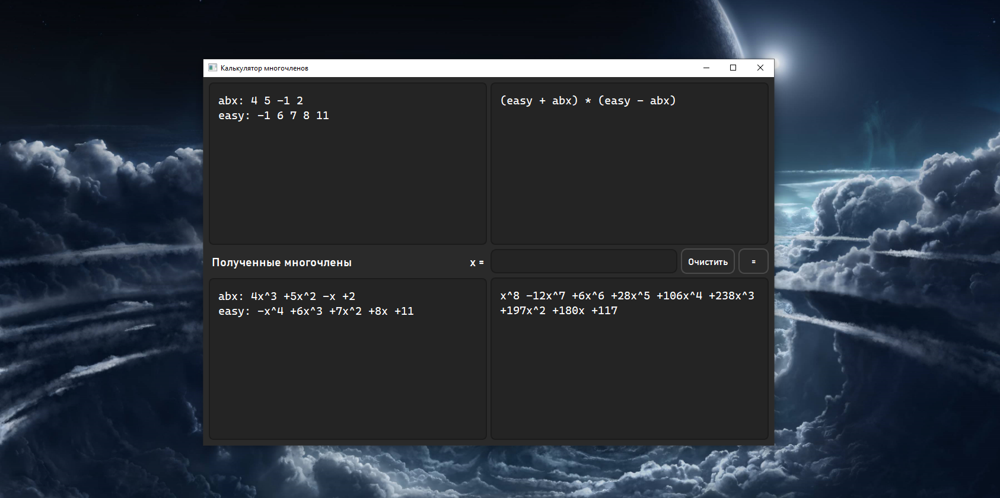 Калькулятор многочленов
abx: 4 5 -1 2
easy: -1 6 7 8 11
(easy + abx) * (easy - abx)
Полученные многочлены
x =
Очистить
=
abx: 4x^3 +5x^2 -x +2
easy: -x^4 +6x^3 +7x^2 +8x +11
x^8 -12x^7 +6x^6 +28x^5 +106x^4 +238x^3
+197x^2 +180x +117